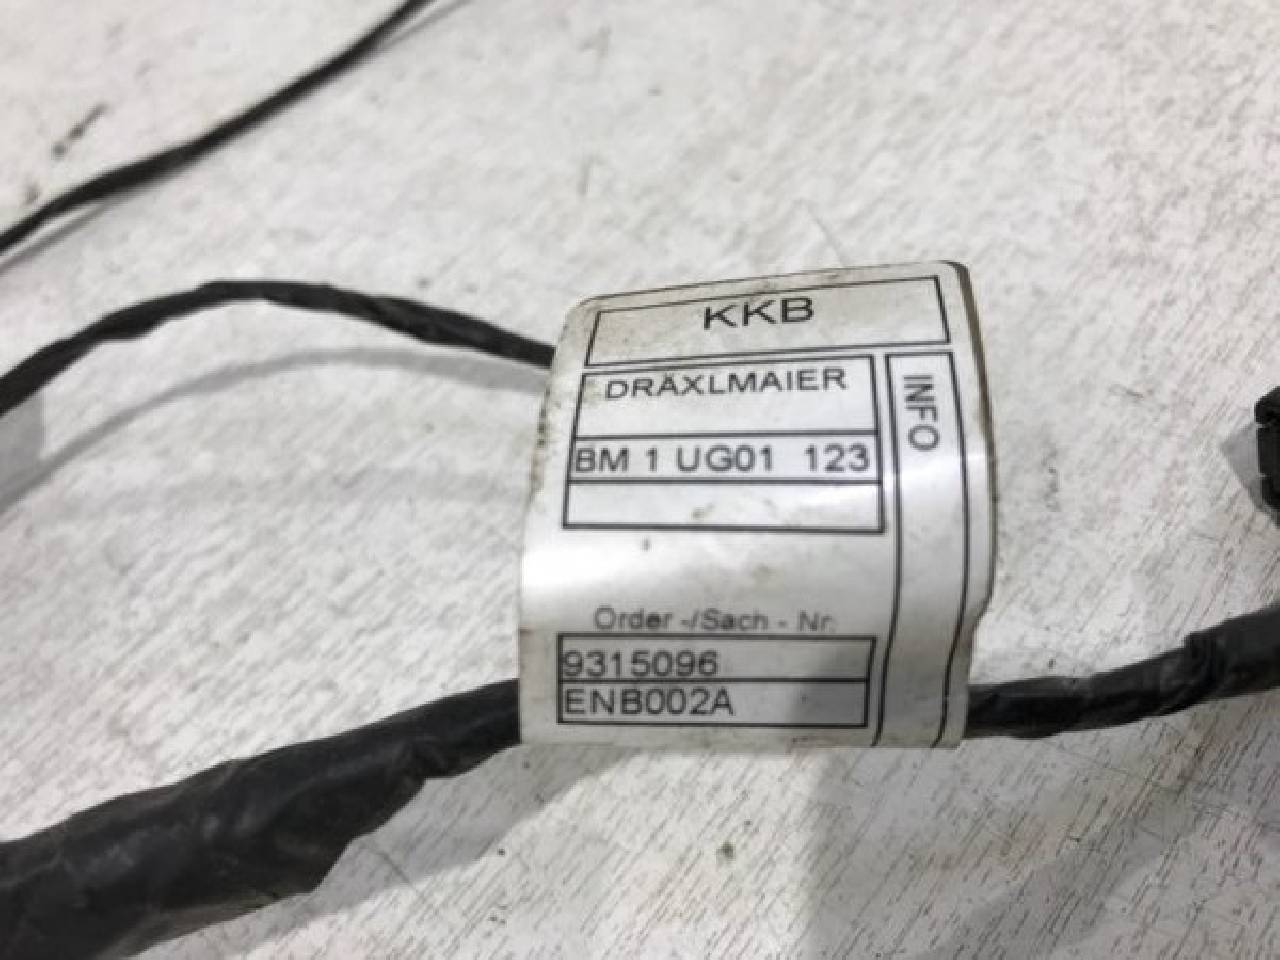 KKB
DRÄXLMAIER
INFO
BM 1 UG01 123
Order -/Sach - Nr.
9315096
ENB002A